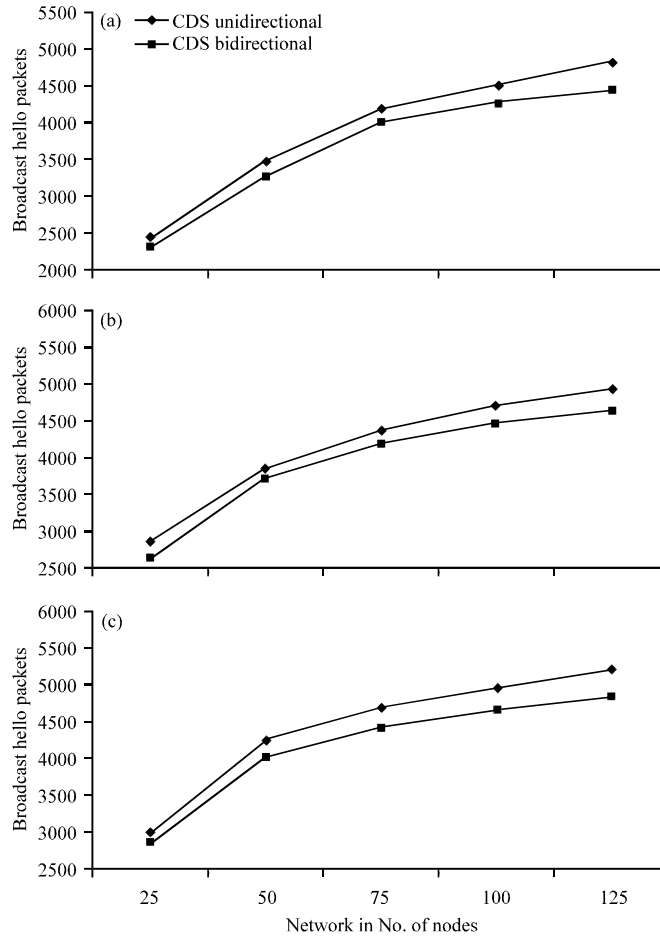 (a)
CDS unidirectional
CDS bidirectional
Broadcast hello packets
5500
5000
4500
4000
3500
3000
2500
2000
(b)
Broadcast hello packets
6000
5500
5000
4500
4000
3500
3000
2500
(c)
Broadcast hello packets
6000
5500
5000
4500
4000
3500
3000
2500
25 50 75 100 125
Network in No. of nodes